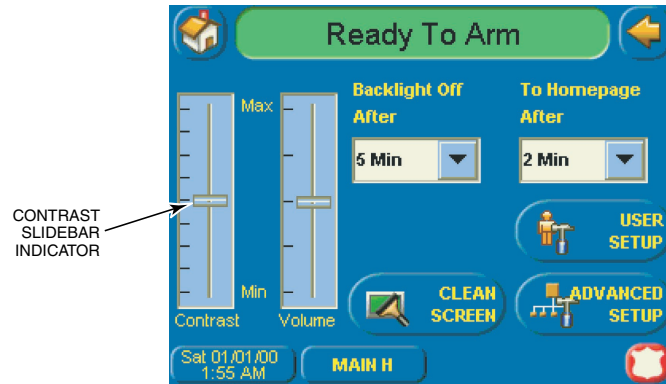 Ready To Arm
Backlight Off
After
To Homepage
After
Max
5 Min
2 Min
CONTRAST
SLIDEBAR
INDICATOR
USER
SETUP
Min
CLEAN
SCREEN
ADVANCED
SETUP
Contrast
Volume
Sat 01/01/00
1:55 AM
MAIN H